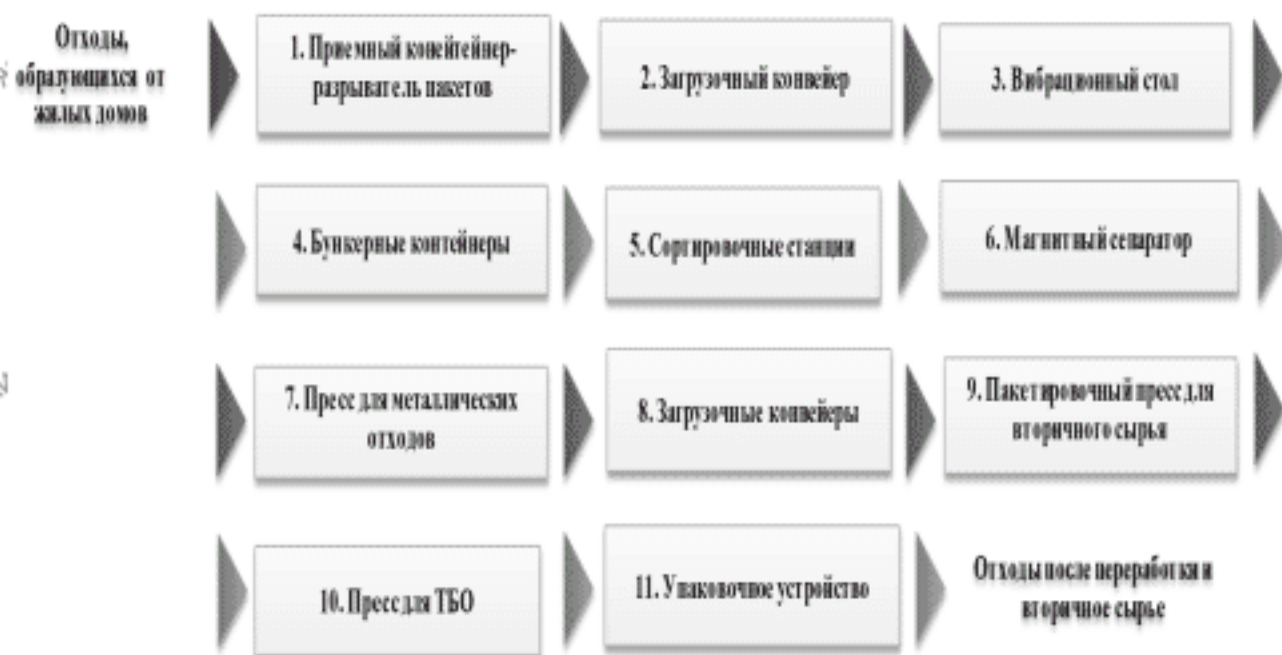 Отходы,
образующихся от
жилых домов
1. Приемный конейтейнер-
разрыватель пакетов
2. Загрузочный конвейер
3. Вибрационный стол
4. Бункерные контейнеры
5. Сортировочные станции
6. Магнитный сепаратор
7. Пресс для металлических
отходов
8. Загрузочные конвейеры
9. Пакетировочный пресс для
вторичного сырья
10. Пресс для ТБО
11. Упаковочное устройство
Отходы после переработки и
вторичное сырье